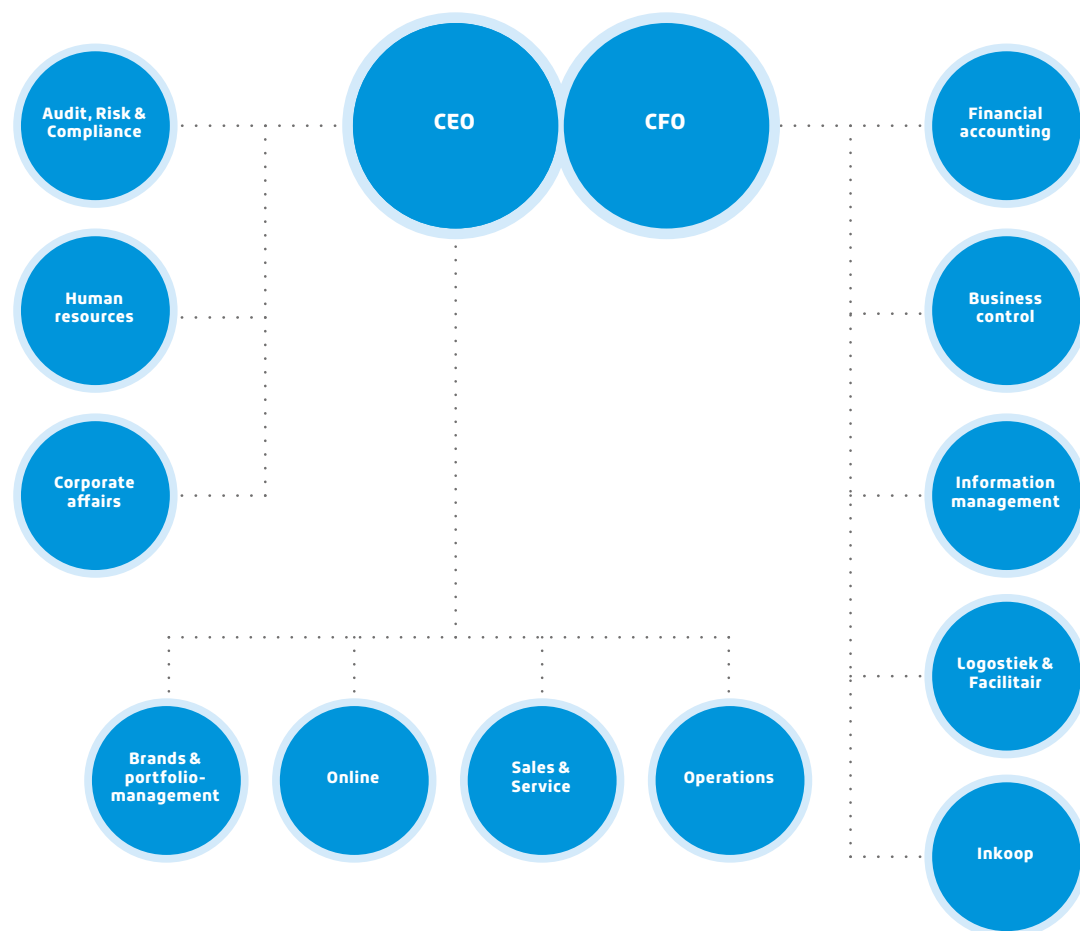 CEO
CFO
Audit, Risk &
Compliance
Financial
accounting
Human
resources
Business
control
Corporate
affairs
Information
management
Logostiek &
Facilitair
Brands &
portfolio-
management
Online
Sales &
Service
Operations
Inkoop